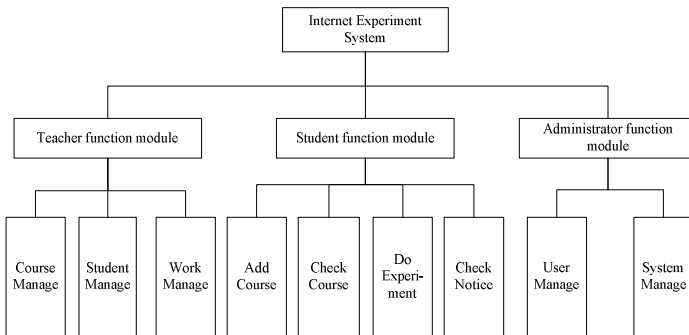 Internet Experiment
System
Teacher function module
Student function module
Administrator function
module
Course
Manage
Student
Manage
Work
Manage
Add
Course
Check
Course
Do
Experi-
ment
Check
Notice
User
Manage
System
Manage